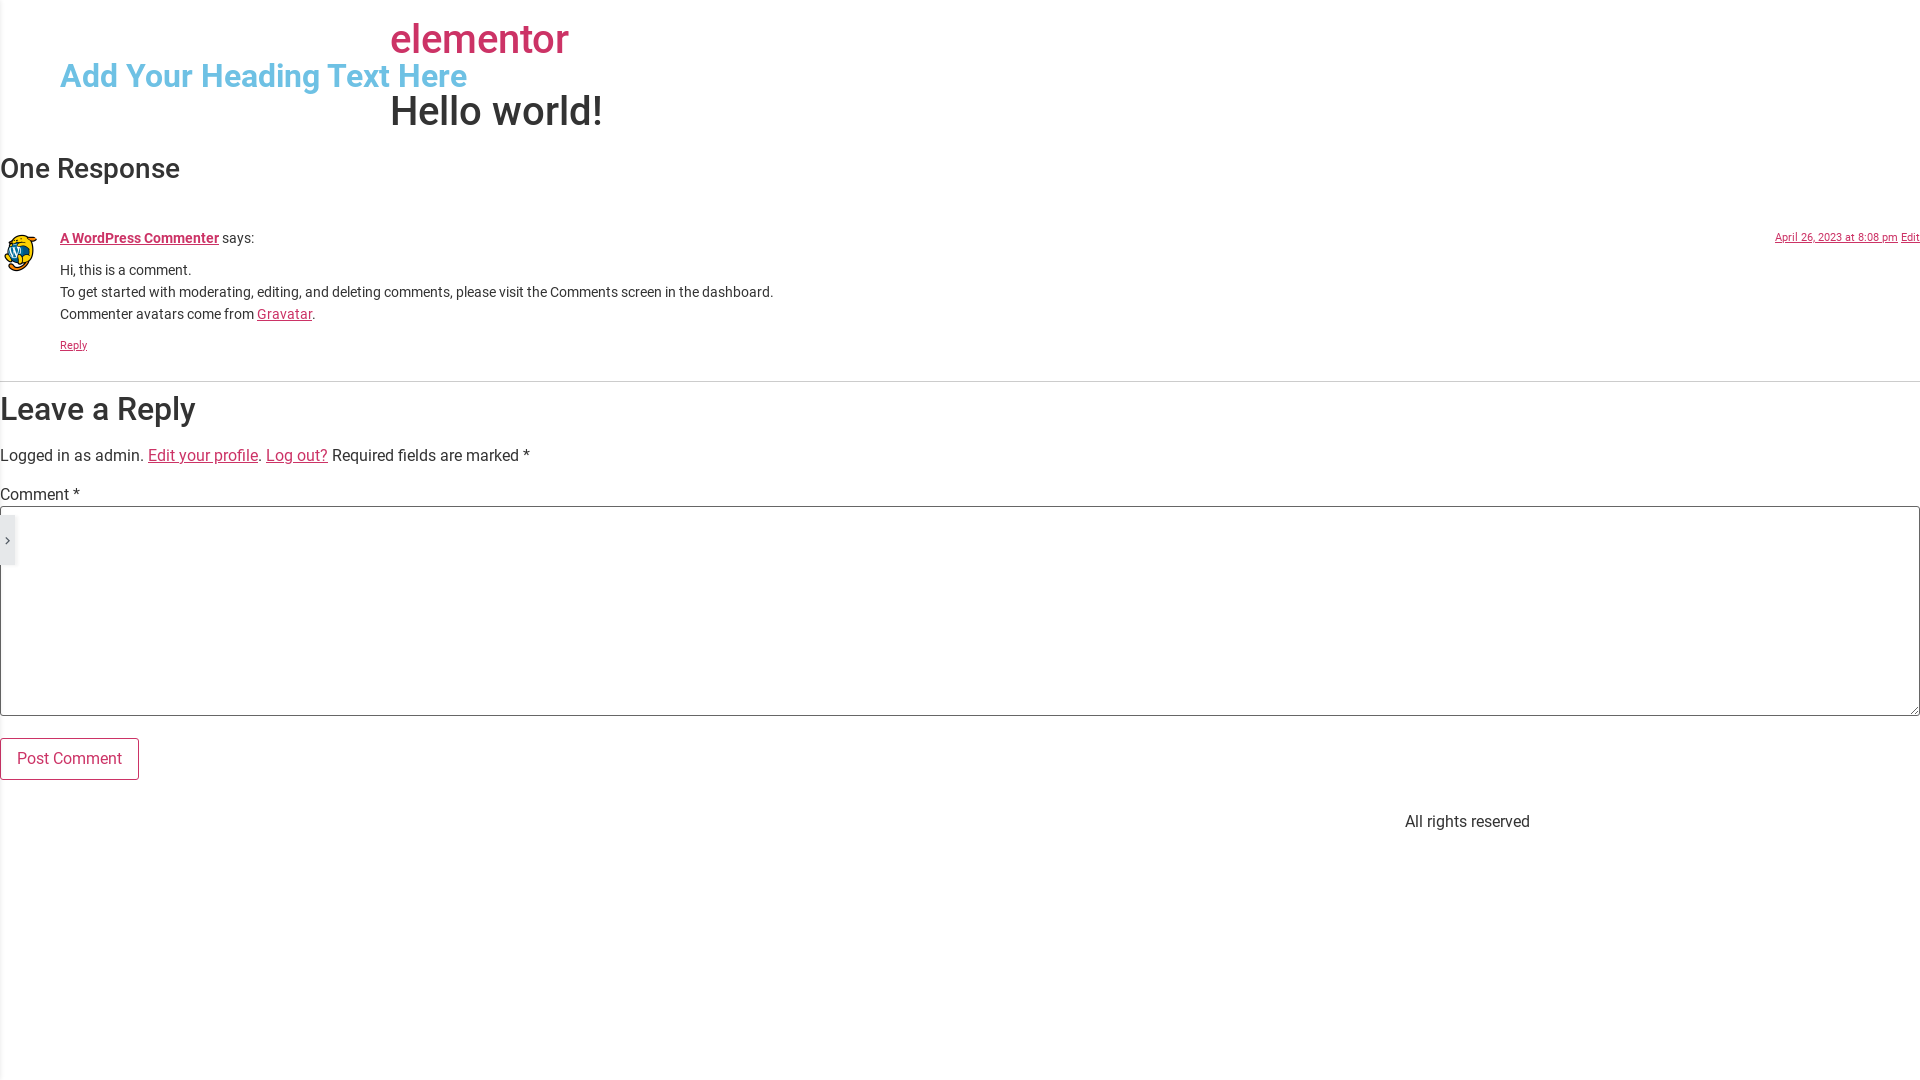 elementor
Add Your Heading Text Here
Hello world!
One Response
A WordPress Commenter says:
April 26, 2023 at 8:08 pm Edit
Hi, this is a comment.
To get started with moderating, editing, and deleting comments, please visit the Comments screen in the dashboard.
Commenter avatars come from Gravatar.
Reply
Leave a Reply
Logged in as admin. Edit your profile. Log out? Required fields are marked *
Comment *
Post Comment
All rights reserved